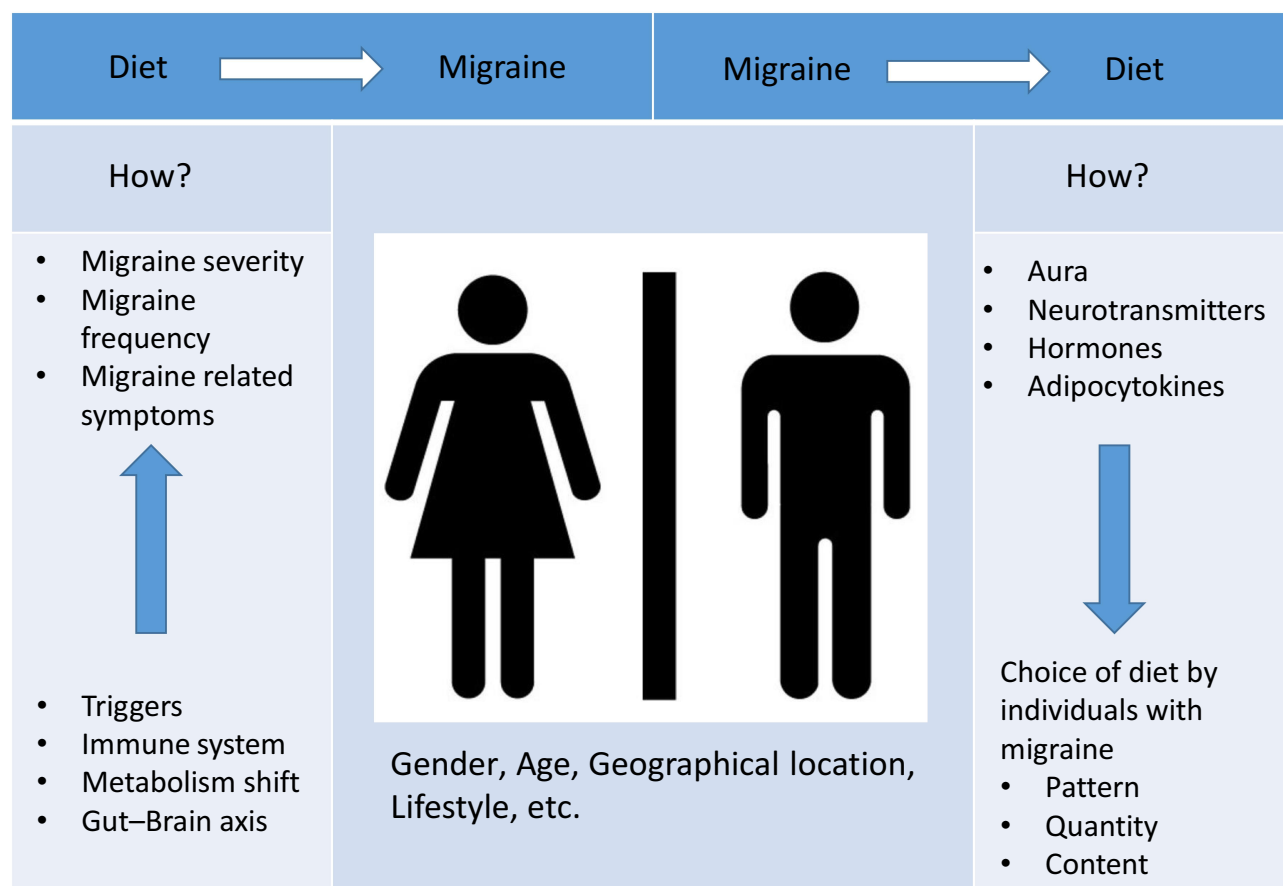 Diet Migraine Migraine Diet
How?
• Migraine severity
• Migraine
frequency
• Migraine related
symptoms
• Triggers
• Immune system
• Metabolism shift
• Gut–Brain axis
Gender, Age, Geographical location,
Lifestyle, etc.
How?
• Aura
• Neurotransmitters
• Hormones
• Adipocytokines
Choice of diet by
individuals with
migraine
• Pattern
• Quantity
• Content